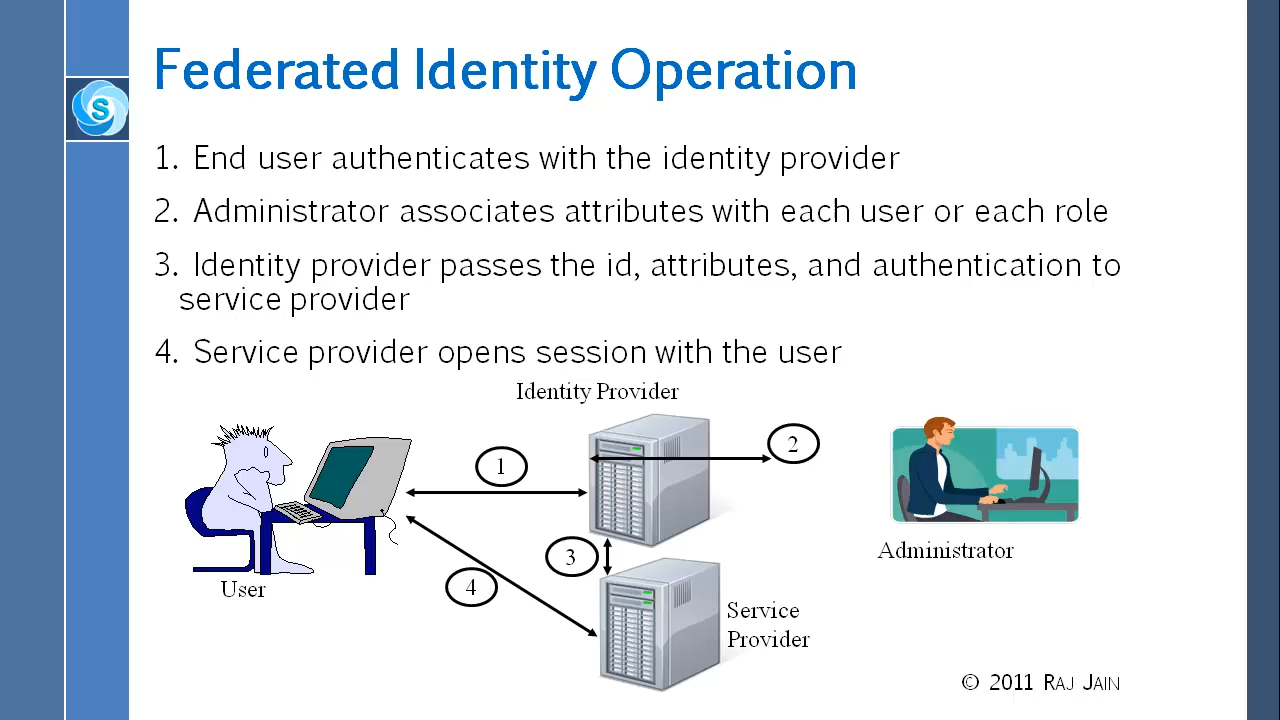 Federated Identity Operation
S
1. End user authenticates with the identity provider
2. Administrator associates attributes with each user or each role
3. Identity provider passes the id, attributes, and authentication to
service provider
4. Service provider opens session with the user
Identity Provider
2
1
Administrator
3
4
User
Service
Provider
© 2011 RAJ JAIN